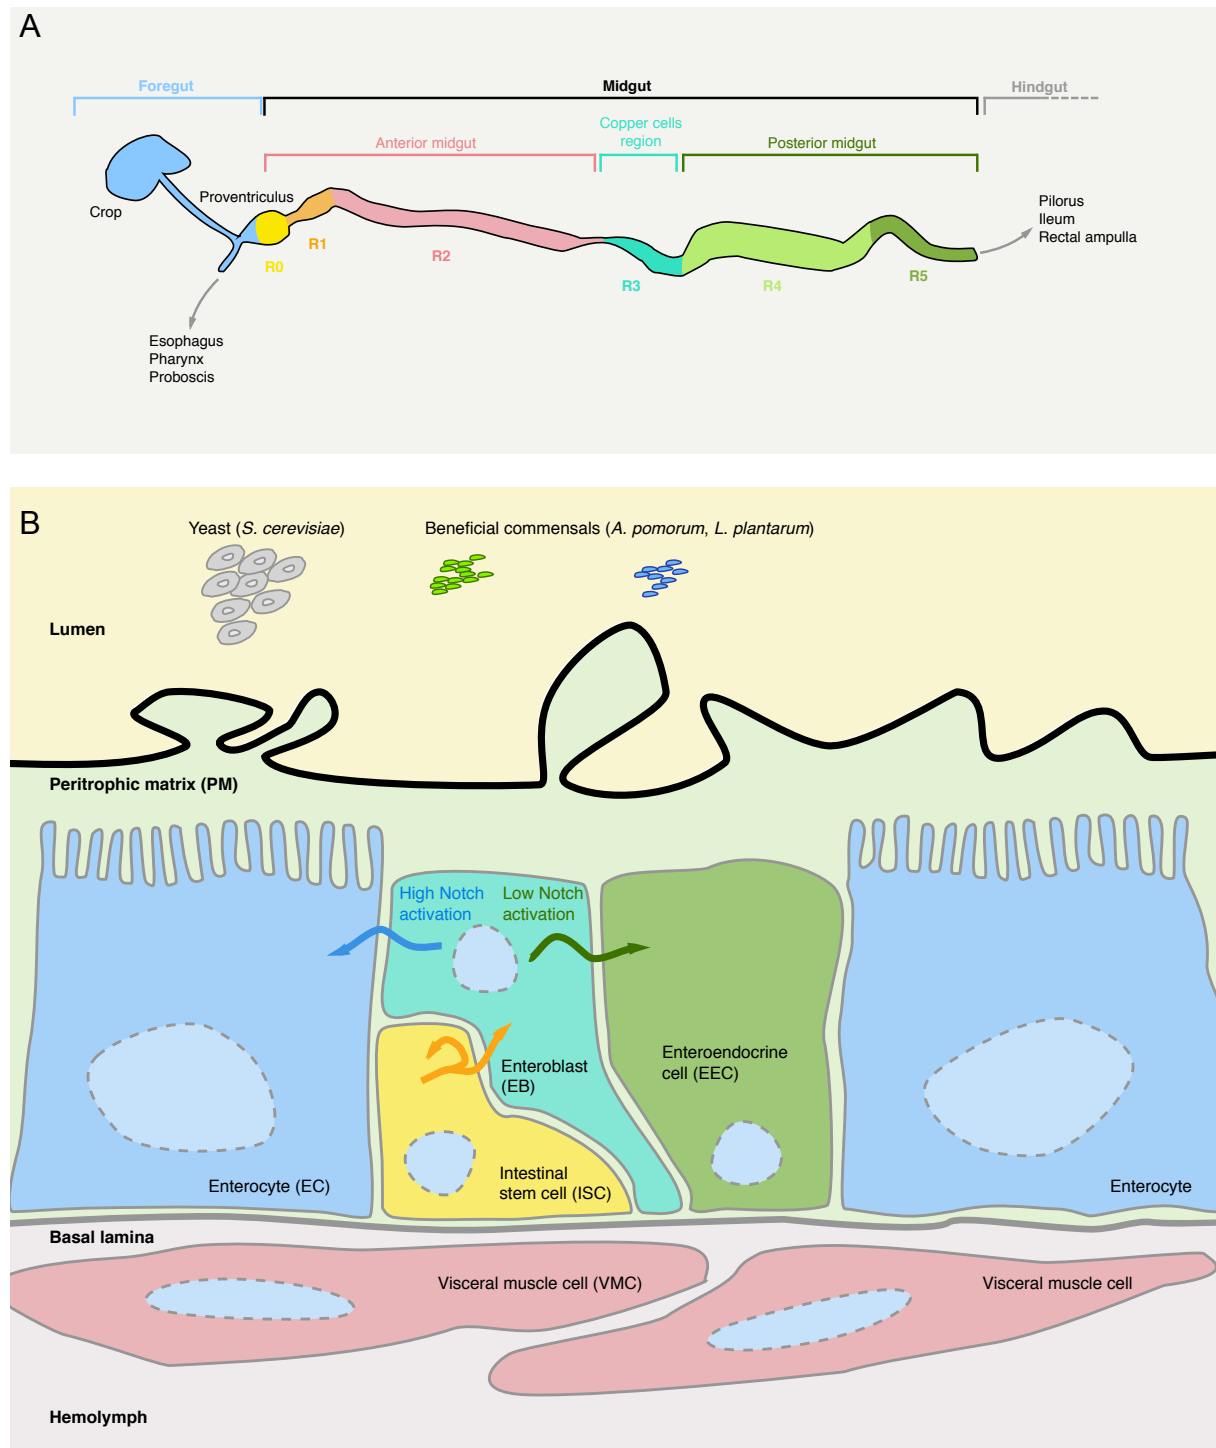 A
Foregut
Midgut
Hindgut
Anterior midgut
Copper cells
region
Posterior midgut
Crop
Proventriculus
R0
R1
R2
R3
R4
R5
Pilorus
Ileum
Rectal ampulla
Esophagus
Pharynx
Proboscis
B
Yeast (S. cerevisiae)
Beneficial commensals (A. pomorum, L. plantarum)
Lumen
Peritrophic matrix (PM)
High Notch
activation
Low Notch
activation
Enteroblast
(EB)
Enteroendocrine
cell (EEC)
Intestinal
stem cell (ISC)
Enterocyte (EC)
Enterocyte
Basal lamina
Visceral muscle cell (VMC)
Visceral muscle cell
Hemolymph